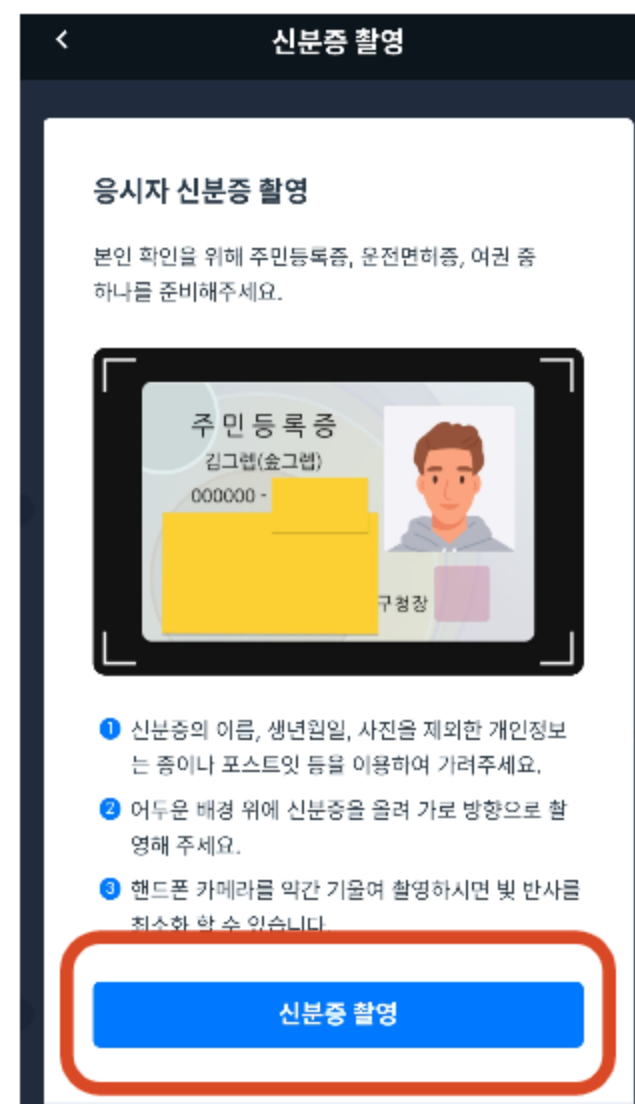 신분증 촬영
응시자 신분증 촬영
본인 확인을 위해 주민등록증, 운전면허증, 여권 중
하나를 준비해주세요.
주민등록증
김그렙(金그렙)
000000 -
구청장
1 신분증의 이름, 생년월일, 사진을 제외한 개인정보
는 종이나 포스트잇 등을 이용하여 가려주세요.
2 어두운 배경 위에 신분증을 올려 가로 방향으로 촬
영해 주세요.
3 핸드폰 카메라를 약간 기울여 촬영하시면 빛 반사를
최소화 할 수 있습니다.
신분증 촬영